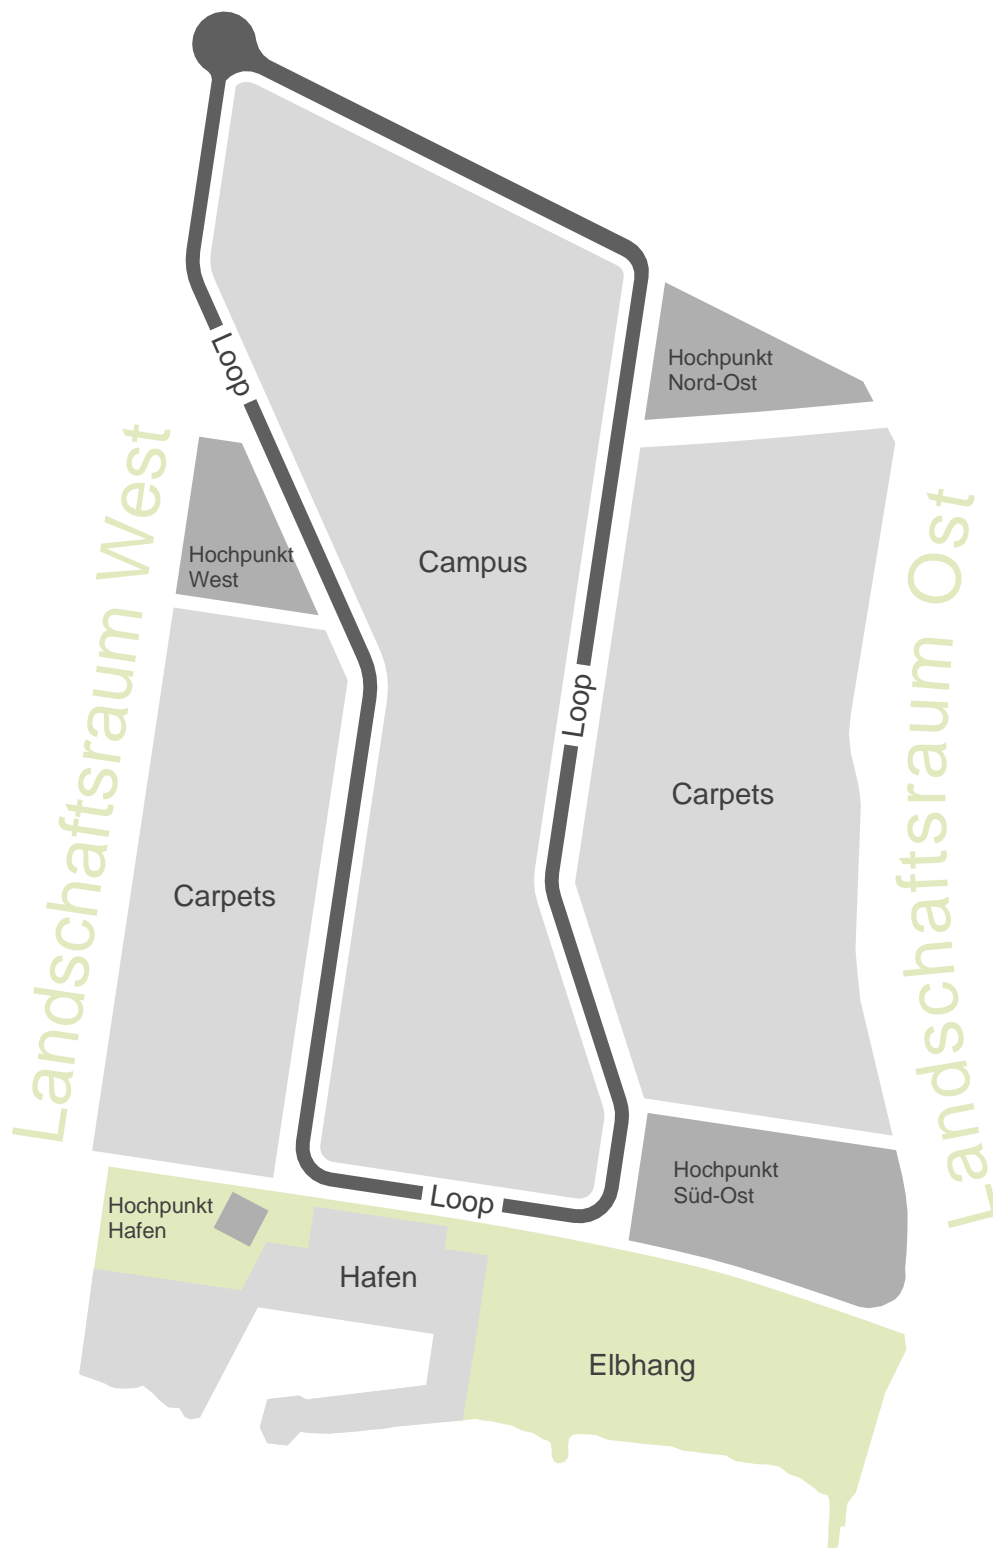 Loop
Hochpunkt
Nord-Ost
Landschaftsraum West
Landschaftsraum Ost
Hochpunkt
West
Campus
Loop
Carpets
Carpets
Hochpunkt
Süd-Ost
Loop
Hochpunkt
Hafen
Hafen
Elbhang